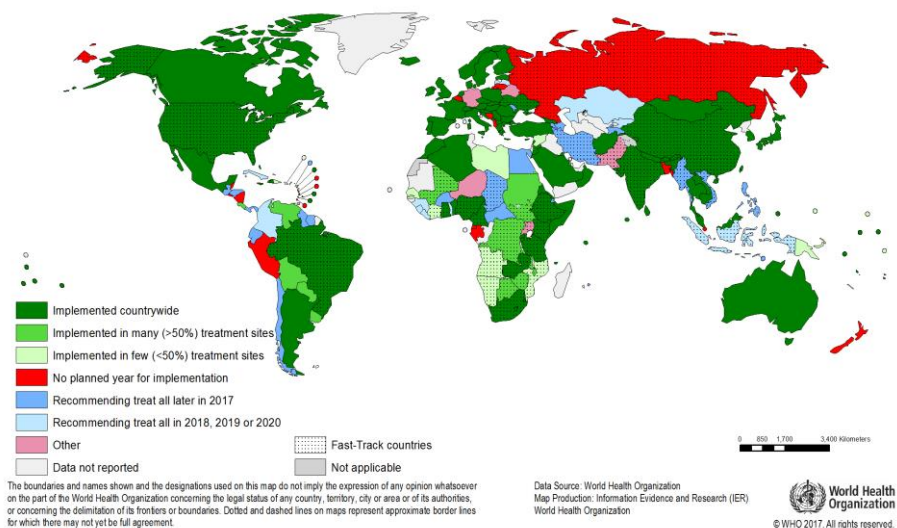 Implemented countrywide
Implemented in many (>50%) treatment sites
Implemented in few (<50%) treatment sites
No planned year for implementation
Recommending treat all later in 2017
Recommending treat all in 2018, 2019 or 2020
Other
Data not reported
Fast-Track countries
Not applicable
0 850 1,700 3,400 Kilometers
The boundaries and names shown and the designations used on this map do not imply the expression of any opinion whatsoever
on the part of the World Health Organization concerning the legal status of any country, territory, city or area or of its authorities,
or concerning the delimitation of its frontiers or boundaries. Dotted and dashed lines on maps represent approximate border lines
for which there may not yet be full agreement.
Data Source: World Health Organization
Map Production: Information Evidence and Research (IER)
World Health Organization
World Health
Organization
© WHO 2017. All rights reserved.